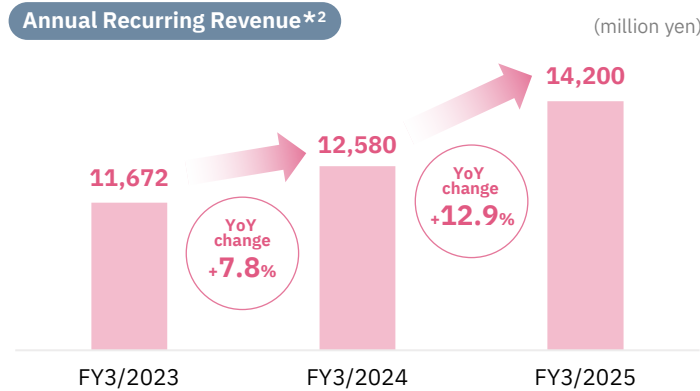 Annual Recurring Revenue*2
(million yen)
11,672
12,580
14,200
YoY
change
+7.8%
YoY
change
+12.9%
FY3/2023
FY3/2024
FY3/2025